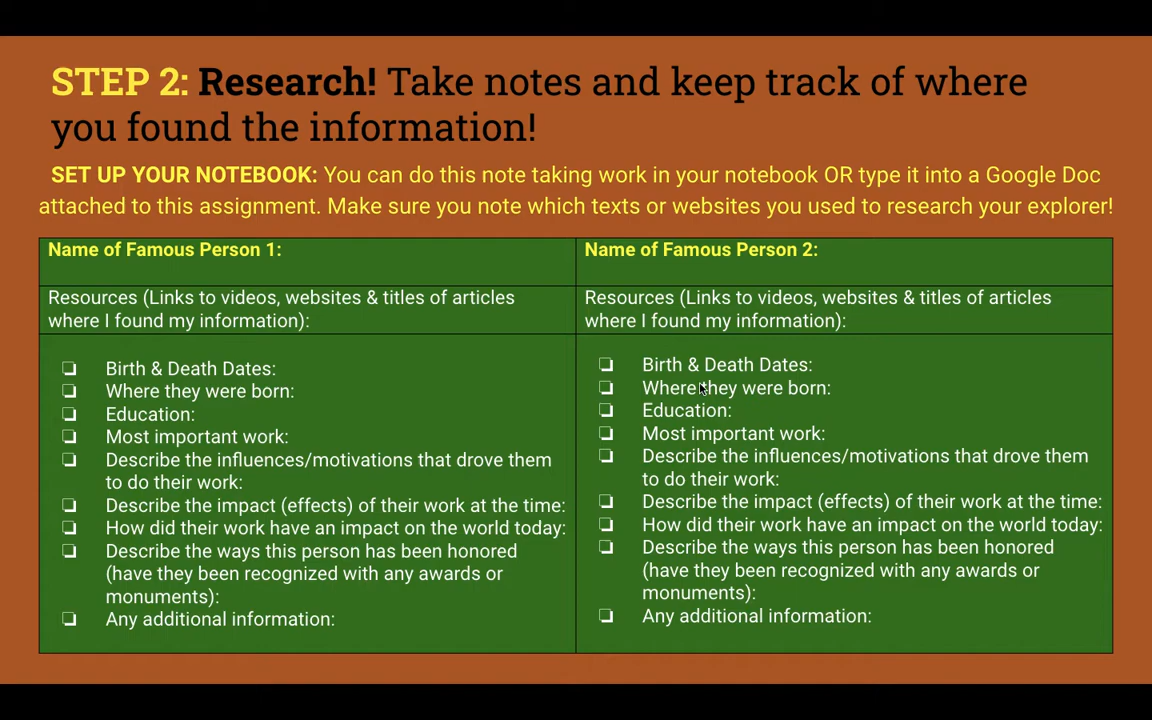 STEP 2: Research! Take notes and keep track of where
you found the information!
SET UP YOUR NOTEBOOK: You can do this note taking work in your notebook OR type it into a Google Doc
attached to this assignment. Make sure you note which texts or websites you used to research your explorer!
Name of Famous Person 1:
Resources (Links to videos, websites & titles of articles
where I found my information):
❏ Birth & Death Dates:
❏ Where they were born:
❏ Education:
❏ Most important work:
❏ Describe the influences/motivations that drove them
to do their work:
❏ Describe the impact (effects) of their work at the time:
❏ How did their work have an impact on the world today:
❏ Describe the ways this person has been honored
(have they been recognized with any awards or
monuments):
❏ Any additional information:
Name of Famous Person 2:
Resources (Links to videos, websites & titles of articles
where I found my information):
❏ Birth & Death Dates:
❏ Where they were born:
❏ Education:
❏ Most important work:
❏ Describe the influences/motivations that drove them
to do their work:
❏ Describe the impact (effects) of their work at the time:
❏ How did their work have an impact on the world today:
❏ Describe the ways this person has been honored
(have they been recognized with any awards or
monuments):
❏ Any additional information: